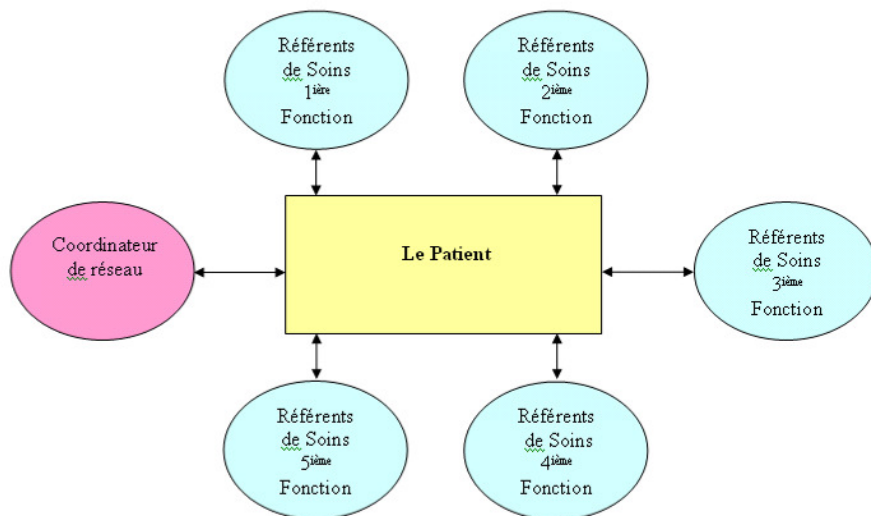 Référents
de Soins
1ière
Fonction
Référents
de Soins
2ième
Fonction
Coordinateur
de réseau
Le Patient
Référents
de Soins
3ième
Fonction
Référents
de Soins
5ième
Fonction
Référents
de Soins
4ième
Fonction